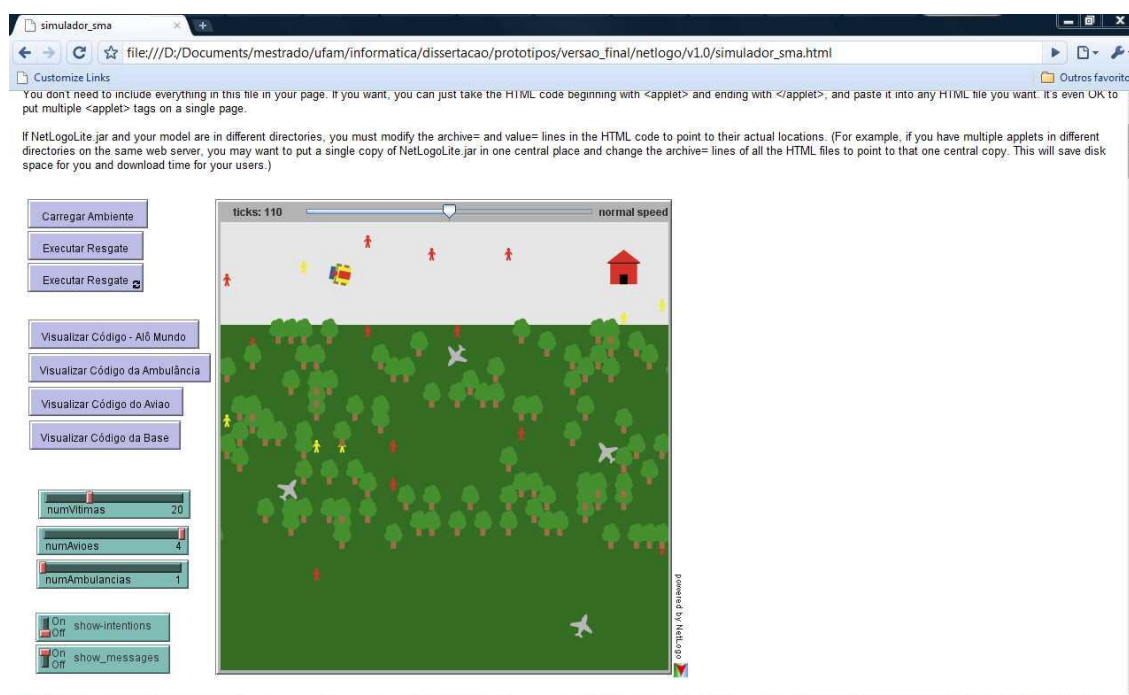 simulador_sma
file:///D:/Documents/mestrado/ufam/informatica/dissertacao/prototipos/versao_final/netlogo/v1.0/simulador_sma.html
Customize Links
Outros favorito
You don't need to include everything in this file in your page. If you want, you can just take the HTML code beginning with <applet> and ending with </applet>, and paste it into any HTML file you want. It's even OK to
put multiple <applet> tags on a single page.
If NetLogoLite.jar and your model are in different directories, you must modify the archive= and value= lines in the HTML code to point to their actual locations. (For example, if you have multiple applets in different
directories on the same web server, you may want to put a single copy of NetLogoLite.jar in one central place and change the archive= lines of all the HTML files to point to that one central copy. This will save disk
space for you and download time for your users.)
Carregar Ambiente
Executar Resgate
Executar Resgate
Visualizar Código - Alô Mundo
Visualizar Código da Ambulância
Visualizar Código do Aviao
Visualizar Código da Base
numVitimas 20
numAvioes 4
numAmbulancias 1
On
Off
show-intentions
On
Off
show_messages
ticks: 110
normal speed
powered by NetLogo